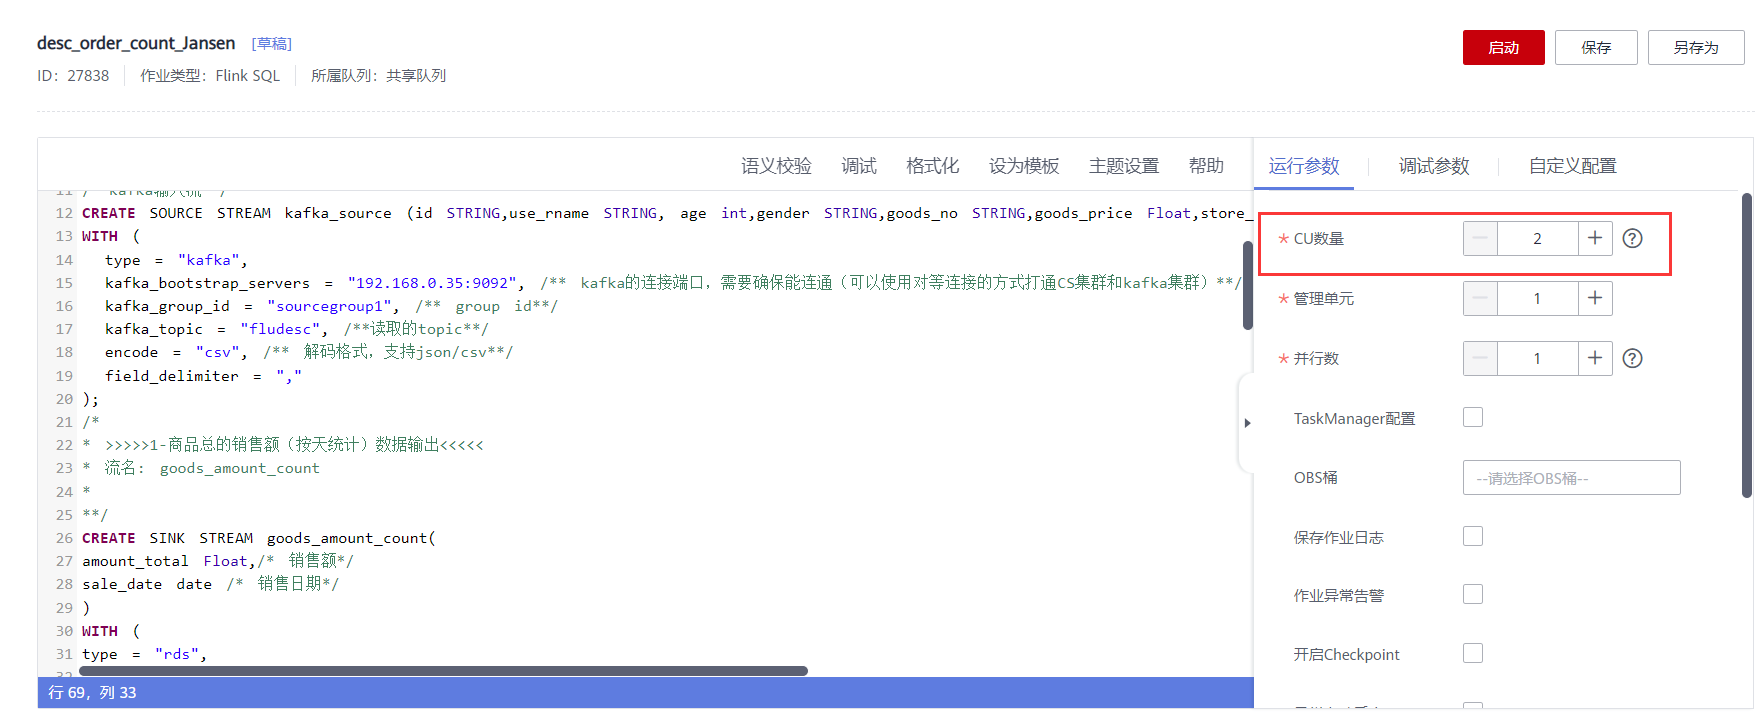 desc_order_count_Jansen [草稿]
启动 保存 另存为
ID：27838 作业类型：Flink SQL 所属队列：共享队列
语义校验 调试 格式化 设为模板 主题设置 帮助
运行参数 调试参数 自定义配置
12 CREATE SOURCE STREAM kafka_source (id STRING,use_rname STRING, age int,gender STRING,goods_no STRING,goods_price Float,store_
13 WITH (
14 type = "kafka",
15 kafka_bootstrap_servers = "192.168.0.35:9092", /** kafka的连接端口，需要确保能连通（可以使用对等连接的方式打通CS集群和kafka集群）**/
16 kafka_group_id = "sourcegroup1", /** group id**/
17 kafka_topic = "fludesc", /**读取的topic**/
18 encode = "csv", /** 解码格式，支持json/csv**/
19 field_delimiter = ","
20 );
21 /*
22 * >>>>>1-商品总的销售额（按天统计）数据输出<<<<<
23 * 流名： goods_amount_count
24 *
25 **/
26 CREATE SINK STREAM goods_amount_count(
27 amount_total Float,/* 销售额*/
28 sale_date date /* 销售日期*/
29 )
30 WITH (
31 type = "rds",
行 69，列 33
* CU数量 － 2 + ?
* 管理单元 － 1 +
* 并行数 － 1 + ?
TaskManager配置
OBS桶 --请选择OBS桶--
保存作业日志
作业异常告警
开启Checkpoint